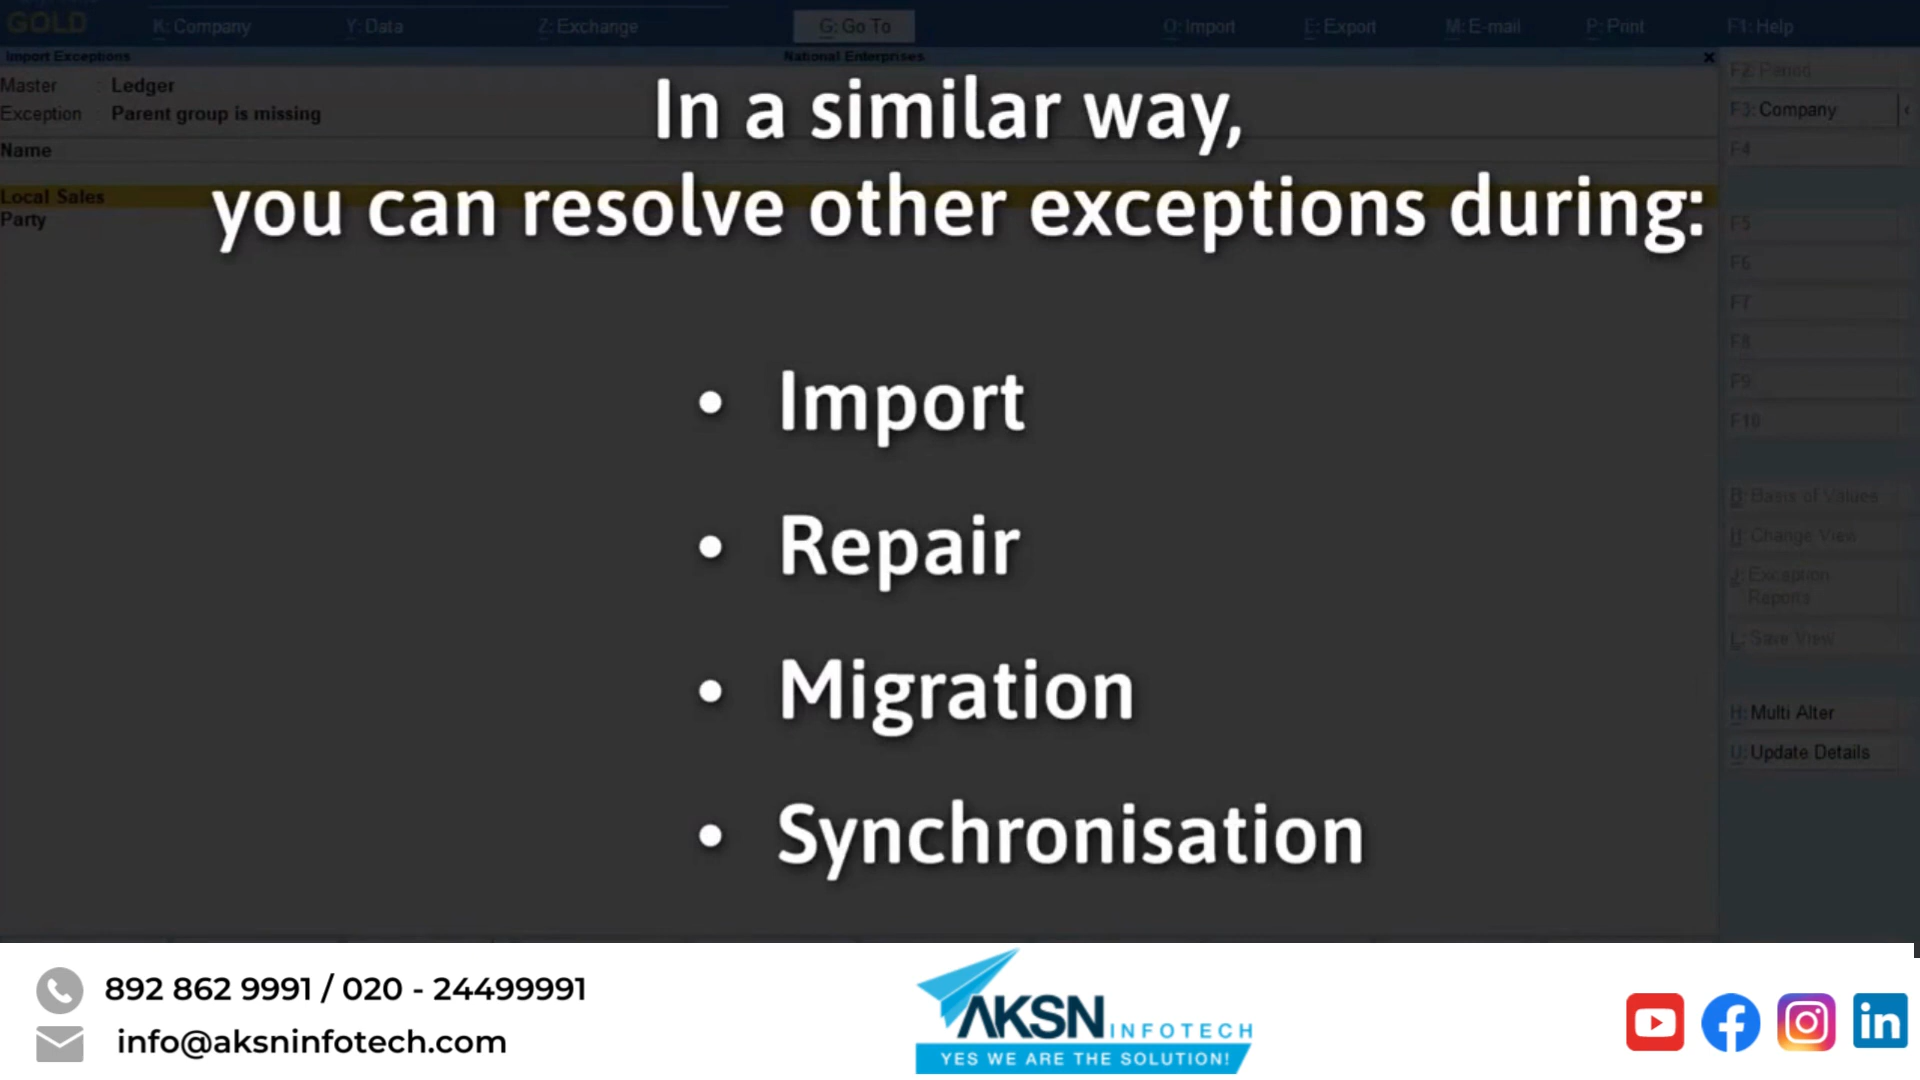 GOLD
K: Company
Y: Data
Z: Exchange
G: Go To
O: Import
E: Export
M: E-mail
P: Print
F1: Help
Import Exceptions
National Enterprises
Master : Ledger
Exception : Parent group is missing
Name
Local Sales
Party
In a similar way,
you can resolve other exceptions during:
• Import
• Repair
• Migration
• Synchronisation
F2: Period
F3: Company
F4
F5
F6
F7
F8
F9
F10
B: Basis of Values
H: Change View
J: Exception
Reports
L: Save View
H: Multi Alter
U: Update Details
892 862 9991 / 020 - 24499991
info@aksninfotech.com
AKSN INFOTECH
YES WE ARE THE SOLUTION!